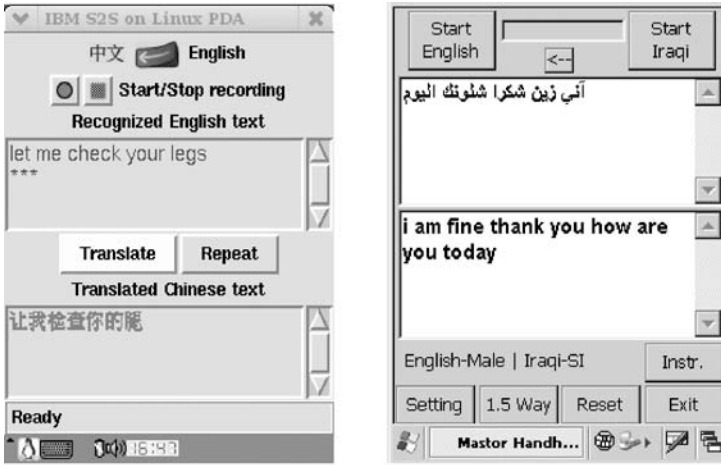 IBM S2S on Linux PDA
中文 English
Start/Stop recording
Recognized English text
let me check your legs
***
Translate Repeat
Translated Chinese text
让我检查你的腿
Ready
16:43
Start English
<--
Start Iraqi
آني زين شكرا شلونك اليوم
i am fine thank you how are
you today
English-Male | Iraqi-SI
Instr.
Setting 1.5 Way Reset Exit
Mastor Handh...